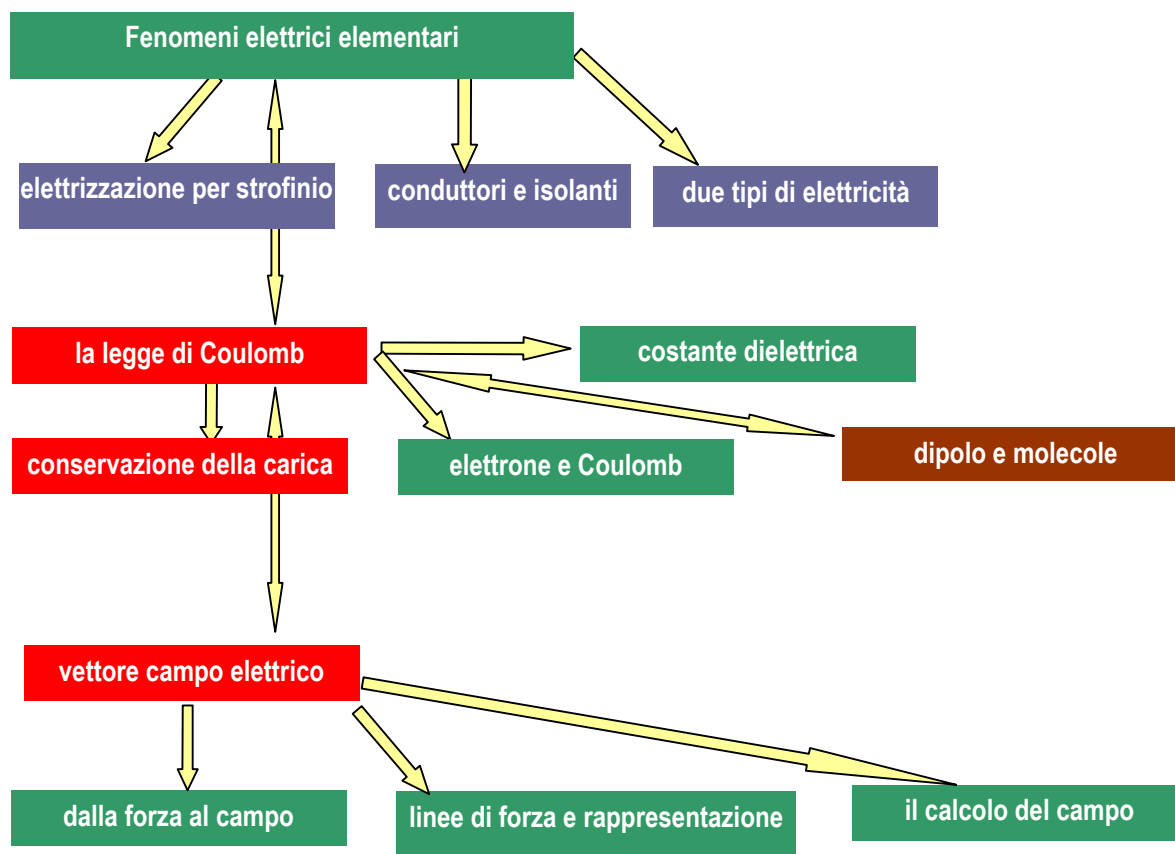 Fenomeni elettrici elementari
elettrizzazione per strofinio
conduttori e isolanti
due tipi di elettricità
la legge di Coulomb
costante dielettrica
conservazione della carica
elettrone e Coulomb
dipolo e molecole
vettore campo elettrico
dalla forza al campo
linee di forza e rappresentazione
il calcolo del campo